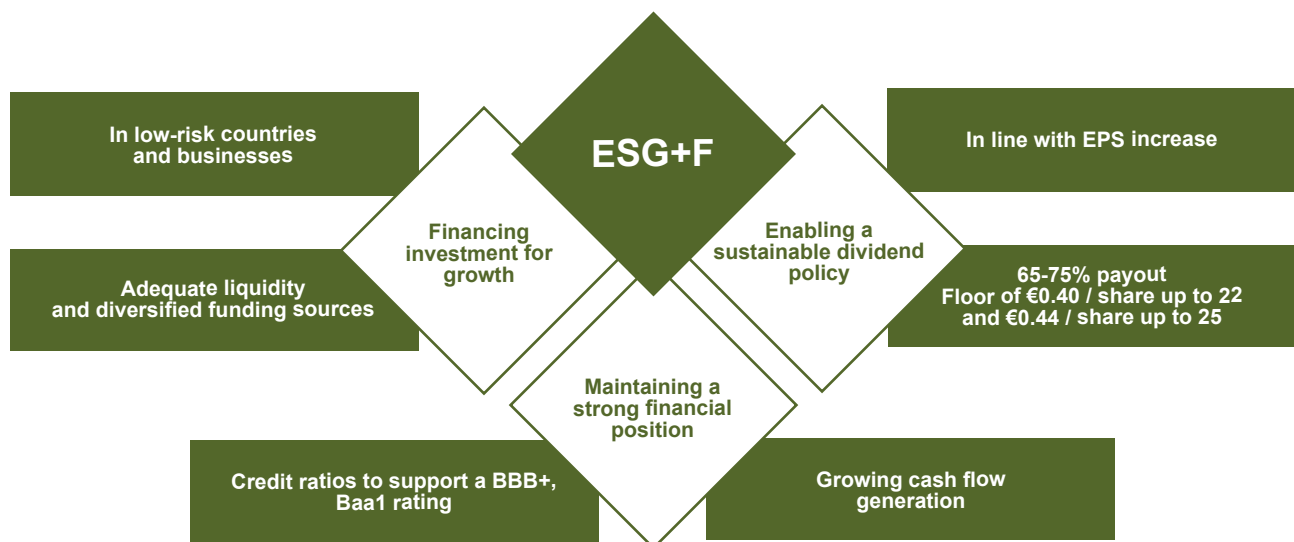 ESG+F
In low-risk countries
and businesses
Financing
investment for
growth
Adequate liquidity
and diversified funding sources
In line with EPS increase
Enabling a
sustainable dividend
policy
65-75% payout
Floor of €0.40 / share up to 22
and €0.44 / share up to 25
Maintaining a
strong financial
position
Credit ratios to support a BBB+,
Baa1 rating
Growing cash flow
generation